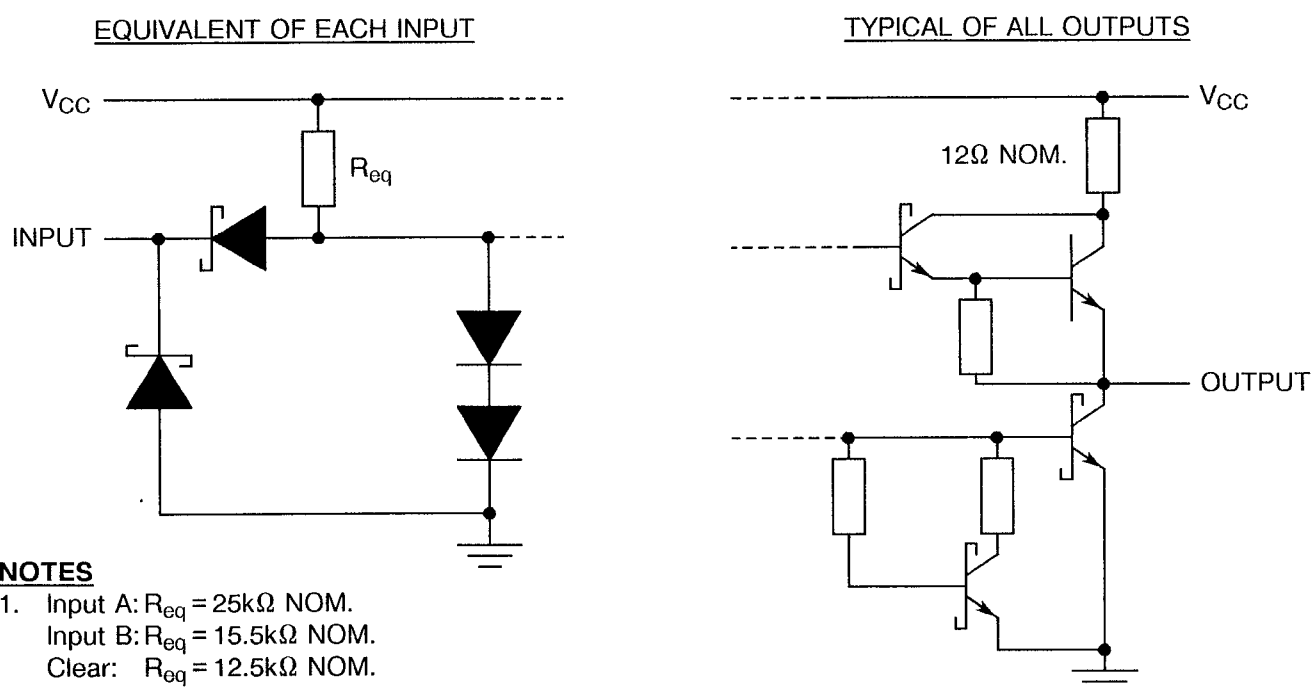 EQUIVALENT OF EACH INPUT
TYPICAL OF ALL OUTPUTS
VCC
Req
INPUT
VCC
12Ω NOM.
OUTPUT
NOTES
1. Input A: Req = 25kΩ NOM.
Input B: Req = 15.5kΩ NOM.
Clear: Req = 12.5kΩ NOM.